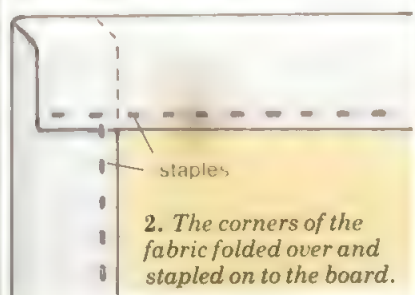 staples
2. The corners of the
fabric folded over and
stapled on to the board.